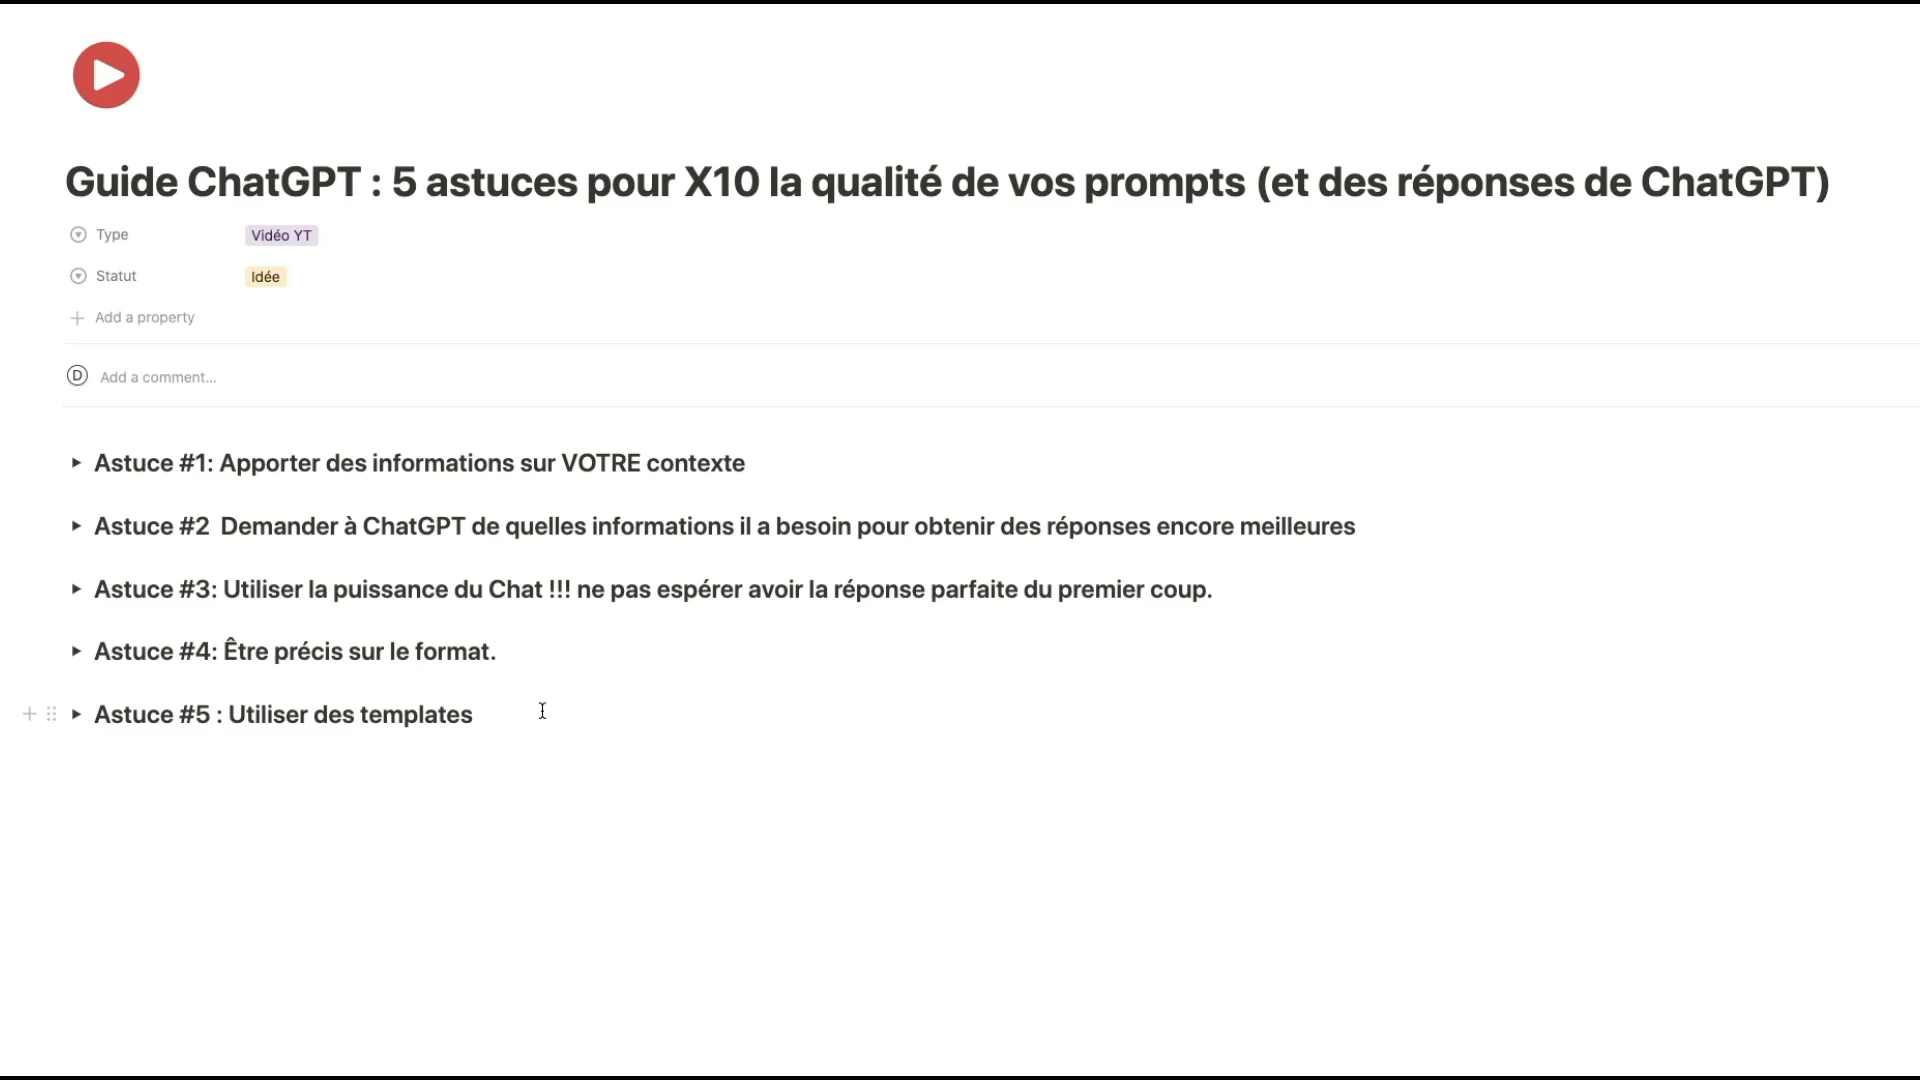 Guide ChatGPT : 5 astuces pour X10 la qualité de vos prompts (et des réponses de ChatGPT)
Type Vidéo YT
Statut Idée
Add a property
D Add a comment...
Astuce #1: Apporter des informations sur VOTRE contexte
Astuce #2 Demander à ChatGPT de quelles informations il a besoin pour obtenir des réponses encore meilleures
Astuce #3: Utiliser la puissance du Chat !!! ne pas espérer avoir la réponse parfaite du premier coup.
Astuce #4: Être précis sur le format.
Astuce #5 : Utiliser des templates